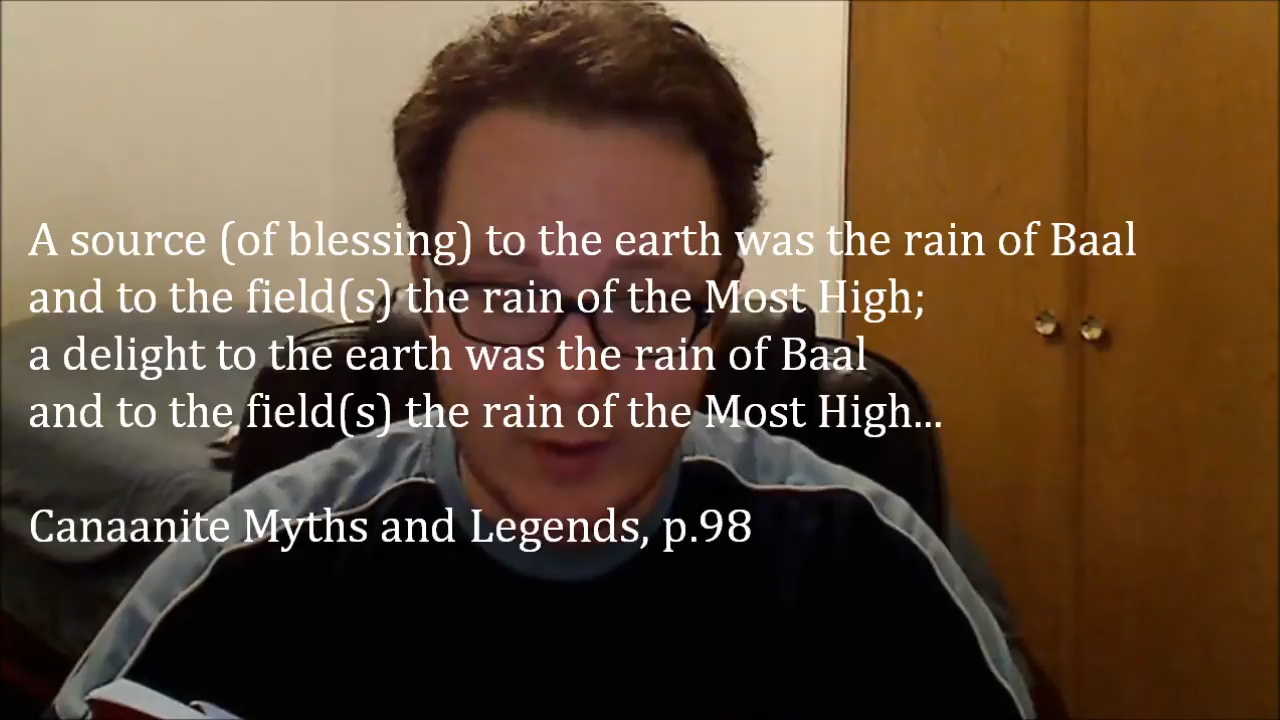 A source (of blessing) to the earth was the rain of Baal
and to the field(s) the rain of the Most High;
a delight to the earth was the rain of Baal
and to the field(s) the rain of the Most High...
Canaanite Myths and Legends, p.98